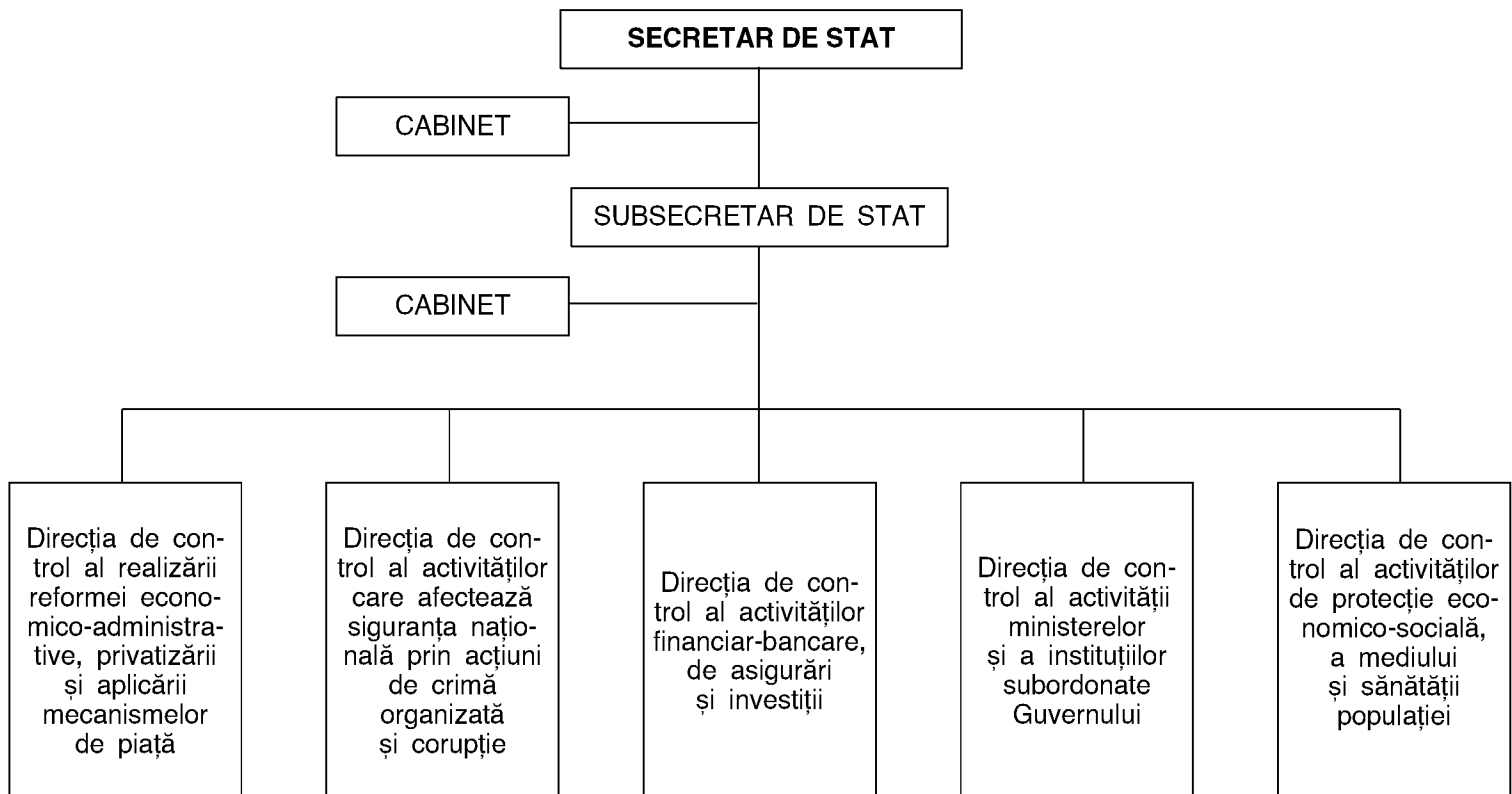 SECRETAR DE STAT
CABINET
SUBSECRETAR DE STAT
CABINET
Direcția de con-
trol al realizării
reformei econo-
mico-administra-
tive, privatizării
și aplicării
mecanismelor
de piață
Direcția de con-
trol al activităților
care afectează
siguranța națio-
nală prin acțiuni
de crimă
organizată
și corupție
Direcția de con-
trol al activităților
financiar-bancare,
de asigurări
și investiții
Direcția de con-
trol al activității
ministerelor
și a instituțiilor
subordonate
Guvernului
Direcția de con-
trol al activităților
de protecție eco-
nomico-socială,
a mediului
și sănătății
populației